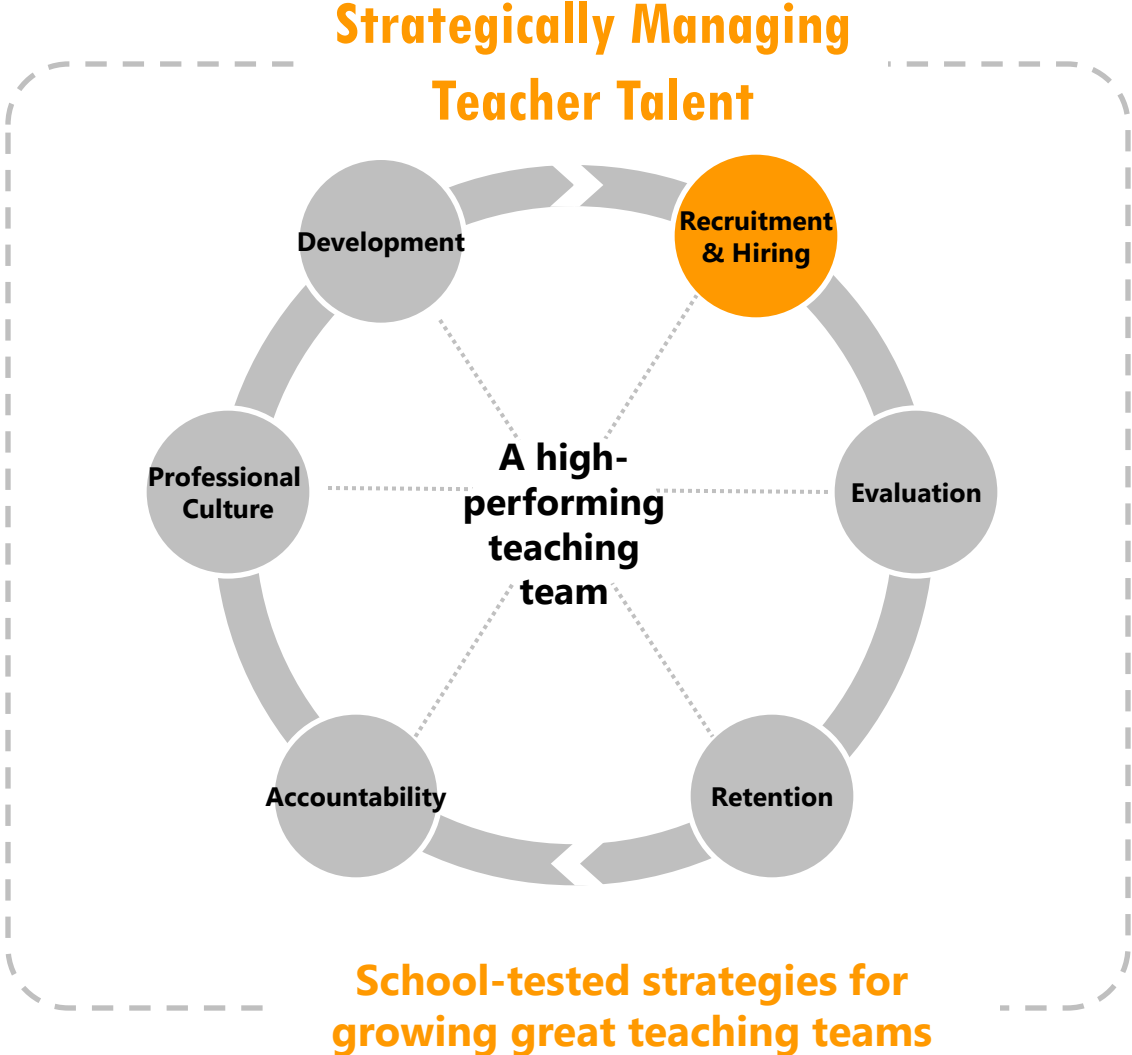 Strategically Managing
Teacher Talent
Development
Recruitment
& Hiring
Professional
Culture
A high-
performing
teaching
team
Evaluation
Accountability
Retention
School-tested strategies for
growing great teaching teams